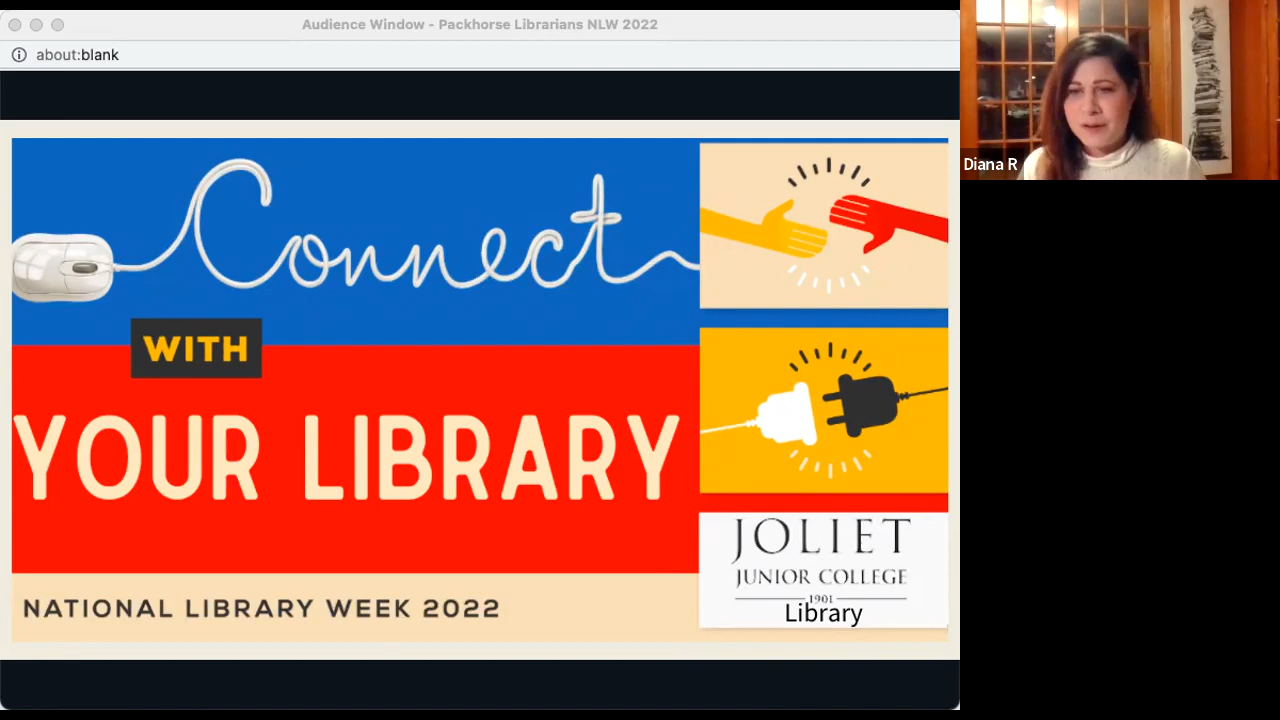 Audience Window - Packhorse Librarians NLW 2022
about:blank
Connect
WITH
YOUR LIBRARY
NATIONAL LIBRARY WEEK 2022
JOLIET
JUNIOR COLLEGE
1901
Library
Diana R